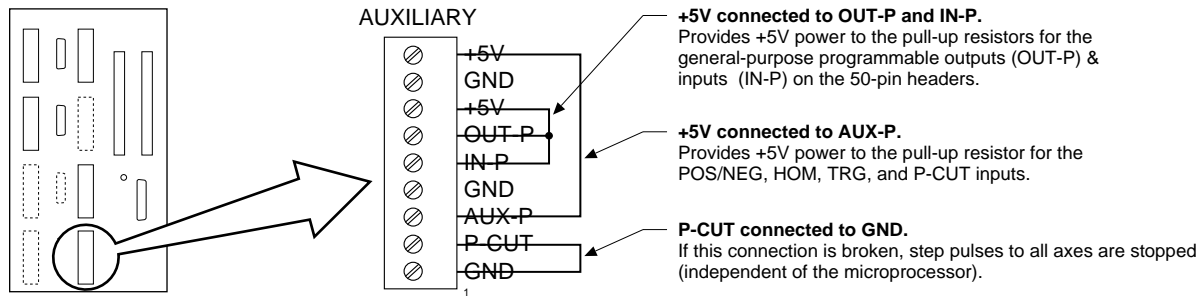 AUXILIARY
+5V
GND
+5V
OUT-P
IN-P
GND
AUX-P
P-CUT
GND
1
+5V connected to OUT-P and IN-P.
Provides +5V power to the pull-up resistors for the
general-purpose programmable outputs (OUT-P) &
inputs (IN-P) on the 50-pin headers.
+5V connected to AUX-P.
Provides +5V power to the pull-up resistor for the
POS/NEG, HOM, TRG, and P-CUT inputs.
P-CUT connected to GND.
If this connection is broken, step pulses to all axes are stopped
(independent of the microprocessor).